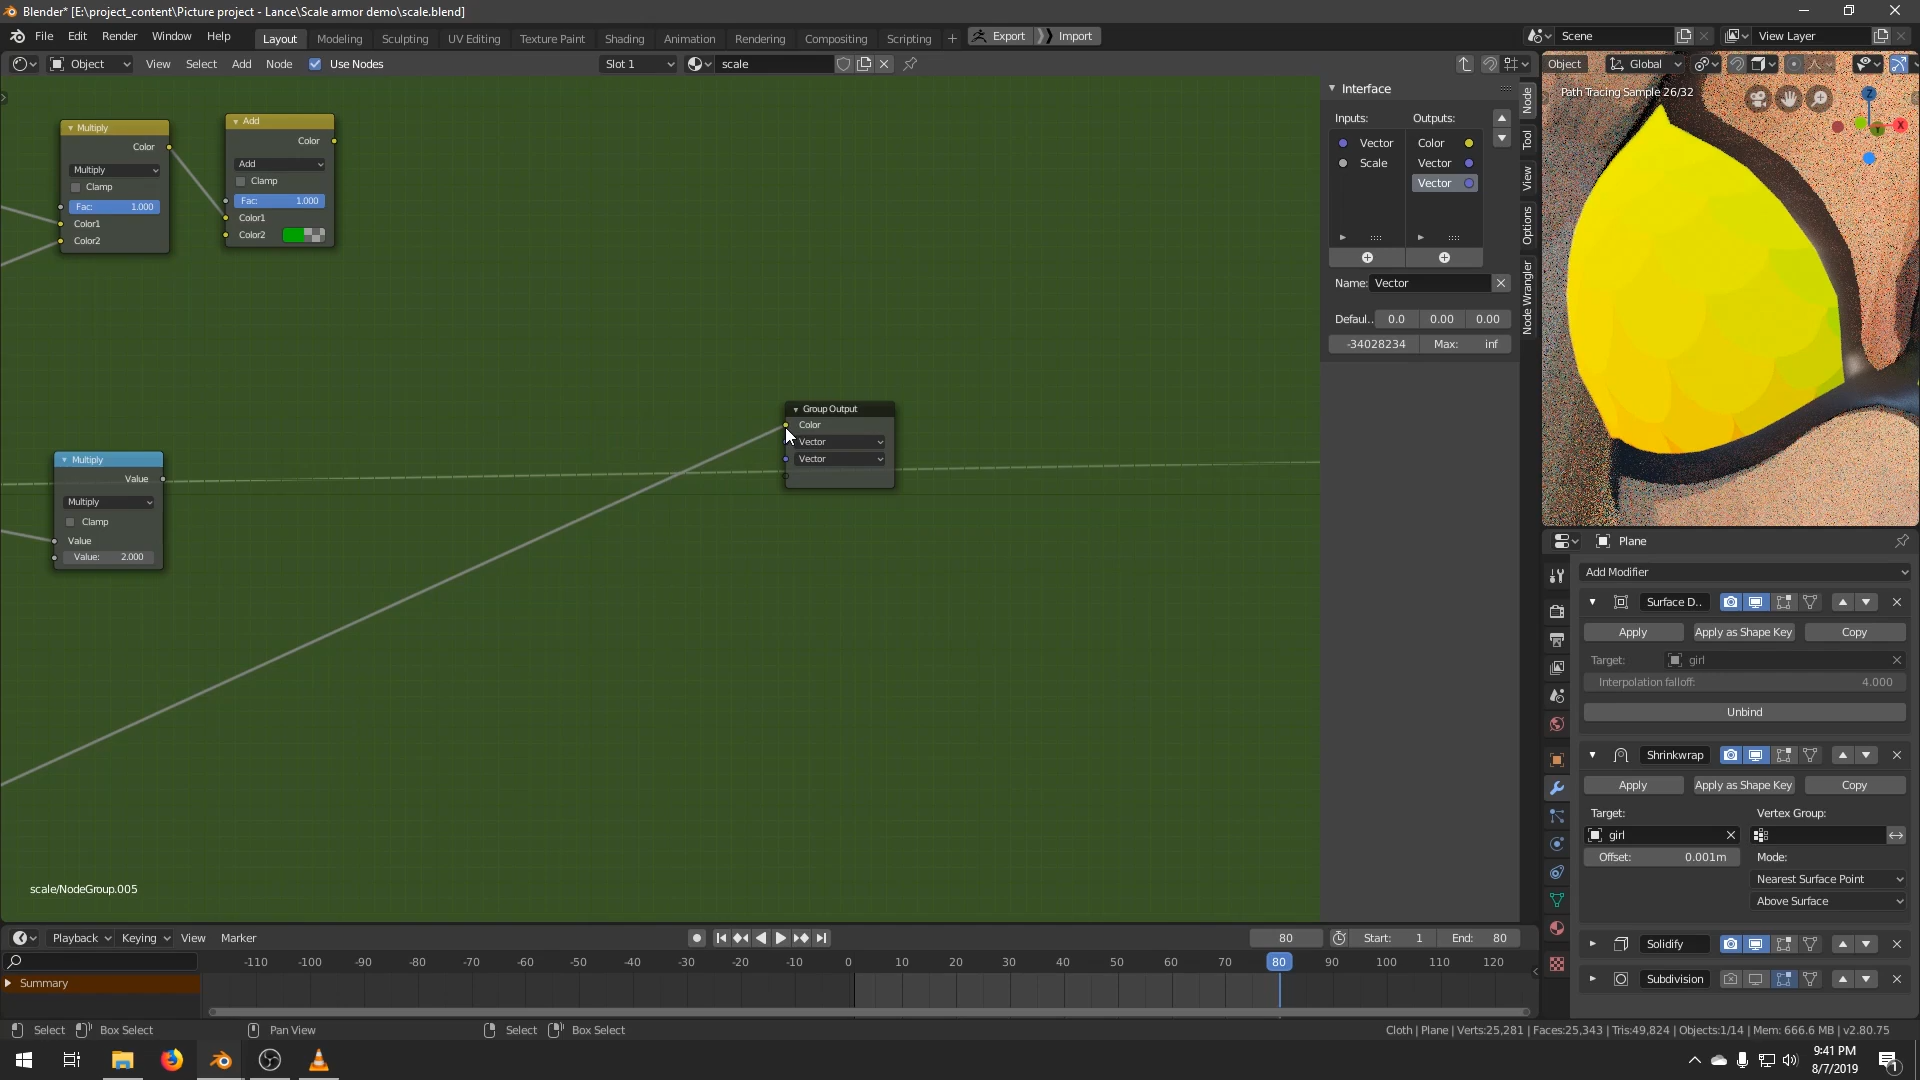 Blender* [E:\project_content\Picture project - Lance\Scale armor demo\scale.blend]
File Edit Render Window Help Layout Modeling Sculpting UV Editing Texture Paint Shading Animation Rendering Compositing Scripting Export Import Scene View Layer
Object View Select Add Node Use Nodes Slot 1 scale Object Global
Path Tracing Sample 26/32
Z
X
Y
Multiply
Color
Multiply
Clamp
Fac: 1.000
Color1
Color2
Add
Color
Add
Clamp
Fac: 1.000
Color1
Color2
Multiply
Value
Multiply
Clamp
Value
Value: 2.000
Group Output
Color
Vector
Vector
scale/NodeGroup.005
Interface
Inputs: Outputs:
Vector Color
Scale Vector
Vector
Name: Vector
Defaul.. 0.0 0.00 0.00
-34028234 Max: inf
Node
Tool
View
Options
Node Wrangler
Plane
Add Modifier
Surface D..
Apply Apply as Shape Key Copy
Target: girl
Interpolation falloff: 4.000
Unbind
Shrinkwrap
Apply Apply as Shape Key Copy
Target: Vertex Group:
girl
Offset: 0.001m Mode:
Nearest Surface Point
Above Surface
Solidify
Subdivision
Playback Keying View Marker 80 Start: 1 End: 80
-110 -100 -90 -80 -70 -60 -50 -40 -30 -20 -10 0 10 20 30 40 50 60 70 80 90 100 110 120
Summary
Select Box Select Pan View Select Box Select Cloth | Plane | Verts:25,281 | Faces:25,343 | Tris:49,824 | Objects:1/14 | Mem: 666.6 MB | v2.80.75
9:41 PM
8/7/2019
1